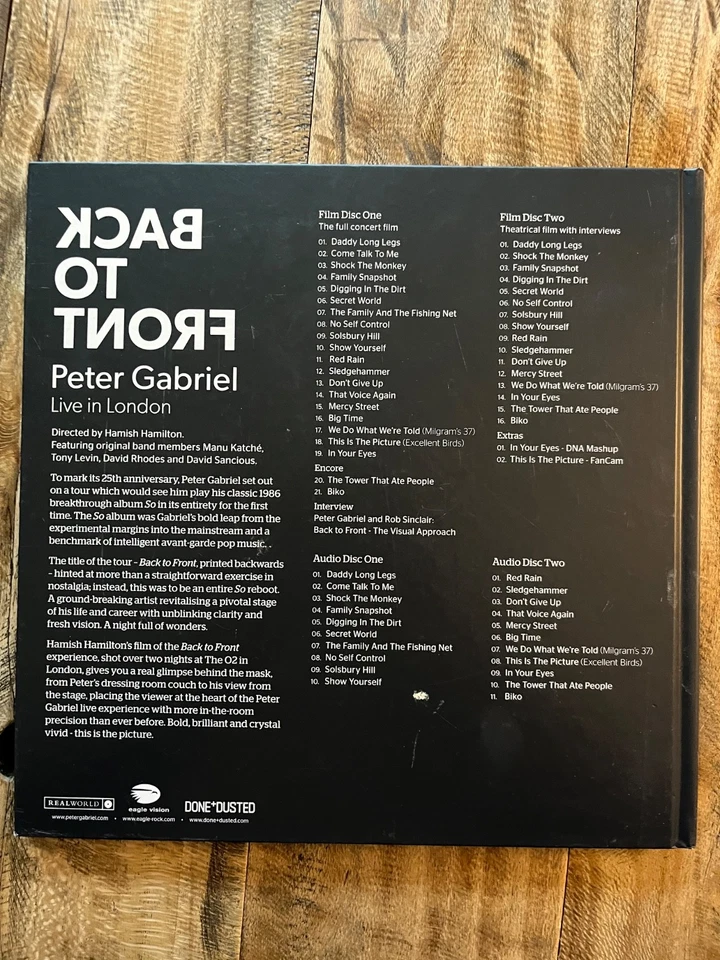 BACK
TO
FRONT
Peter Gabriel
Live in London
Directed by Hamish Hamilton.
Featuring original band members Manu Katché,
Tony Levin, David Rhodes and David Sancious.
To mark its 25th anniversary, Peter Gabriel set out
on a tour which would see him play his classic 1986
breakthrough album So in its entirety for the first
time. The So album was Gabriel's bold leap from the
experimental margins into the mainstream and a
benchmark of intelligent avant-garde pop music.
The title of the tour – Back to Front, printed backwards
– hinted at more than a straightforward exercise in
nostalgia; instead, this was to be an entire So reboot.
A ground-breaking artist revitalising a pivotal stage
of his life and career with unblinking clarity and
fresh vision. A night full of wonders.
Hamish Hamilton's film of the Back to Front
experience, shot over two nights at The O2 in
London, gives you a real glimpse behind the mask,
from Peter's dressing room couch to his view from
the stage, placing the viewer at the heart of the Peter
Gabriel live experience with more in-the-room
precision than ever before. Bold, brilliant and crystal
vivid - this is the picture.
REALWORLD
eagle vision
DONE+DUSTED
www.petergabriel.com • www.eagle-rock.com • www.done+dusted.com
Film Disc One
The full concert film
01. Daddy Long Legs
02. Come Talk To Me
03. Shock The Monkey
04. Family Snapshot
05. Digging In The Dirt
06. Secret World
07. The Family And The Fishing Net
08. No Self Control
09. Solsbury Hill
10. Show Yourself
11. Red Rain
12. Sledgehammer
13. Don't Give Up
14. That Voice Again
15. Mercy Street
16. Big Time
17. We Do What We're Told (Milgram's 37)
18. This Is The Picture (Excellent Birds)
19. In Your Eyes
Encore
20. The Tower That Ate People
21. Biko
Interview
Peter Gabriel and Rob Sinclair:
Back to Front - The Visual Approach
Film Disc Two
Theatrical film with interviews
01. Daddy Long Legs
02. Shock The Monkey
03. Family Snapshot
04. Digging In The Dirt
05. Secret World
06. No Self Control
07. Solsbury Hill
08. Show Yourself
09. Red Rain
10. Sledgehammer
11. Don't Give Up
12. Mercy Street
13. We Do What We're Told (Milgram's 37)
14. In Your Eyes
15. The Tower That Ate People
16. Biko
Extras
01. In Your Eyes - DNA Mashup
02. This Is The Picture - FanCam
Audio Disc One
01. Daddy Long Legs
02. Come Talk To Me
03. Shock The Monkey
04. Family Snapshot
05. Digging In The Dirt
06. Secret World
07. The Family And The Fishing Net
08. No Self Control
09. Solsbury Hill
10. Show Yourself
Audio Disc Two
01. Red Rain
02. Sledgehammer
03. Don't Give Up
04. That Voice Again
05. Mercy Street
06. Big Time
07. We Do What We're Told (Milgram's 37)
08. This Is The Picture (Excellent Birds)
09. In Your Eyes
10. The Tower That Ate People
11. Biko